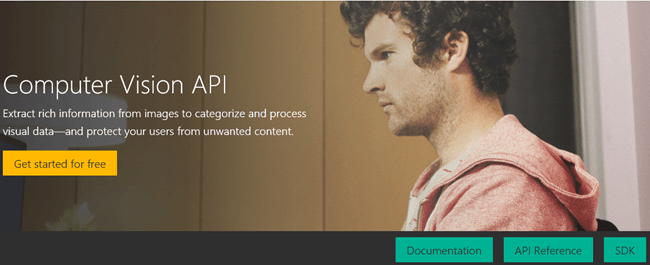 Computer Vision API
Extract rich information from images to categorize and process
visual data—and protect your users from unwanted content.
Get started for free
Documentation
API Reference
SDK